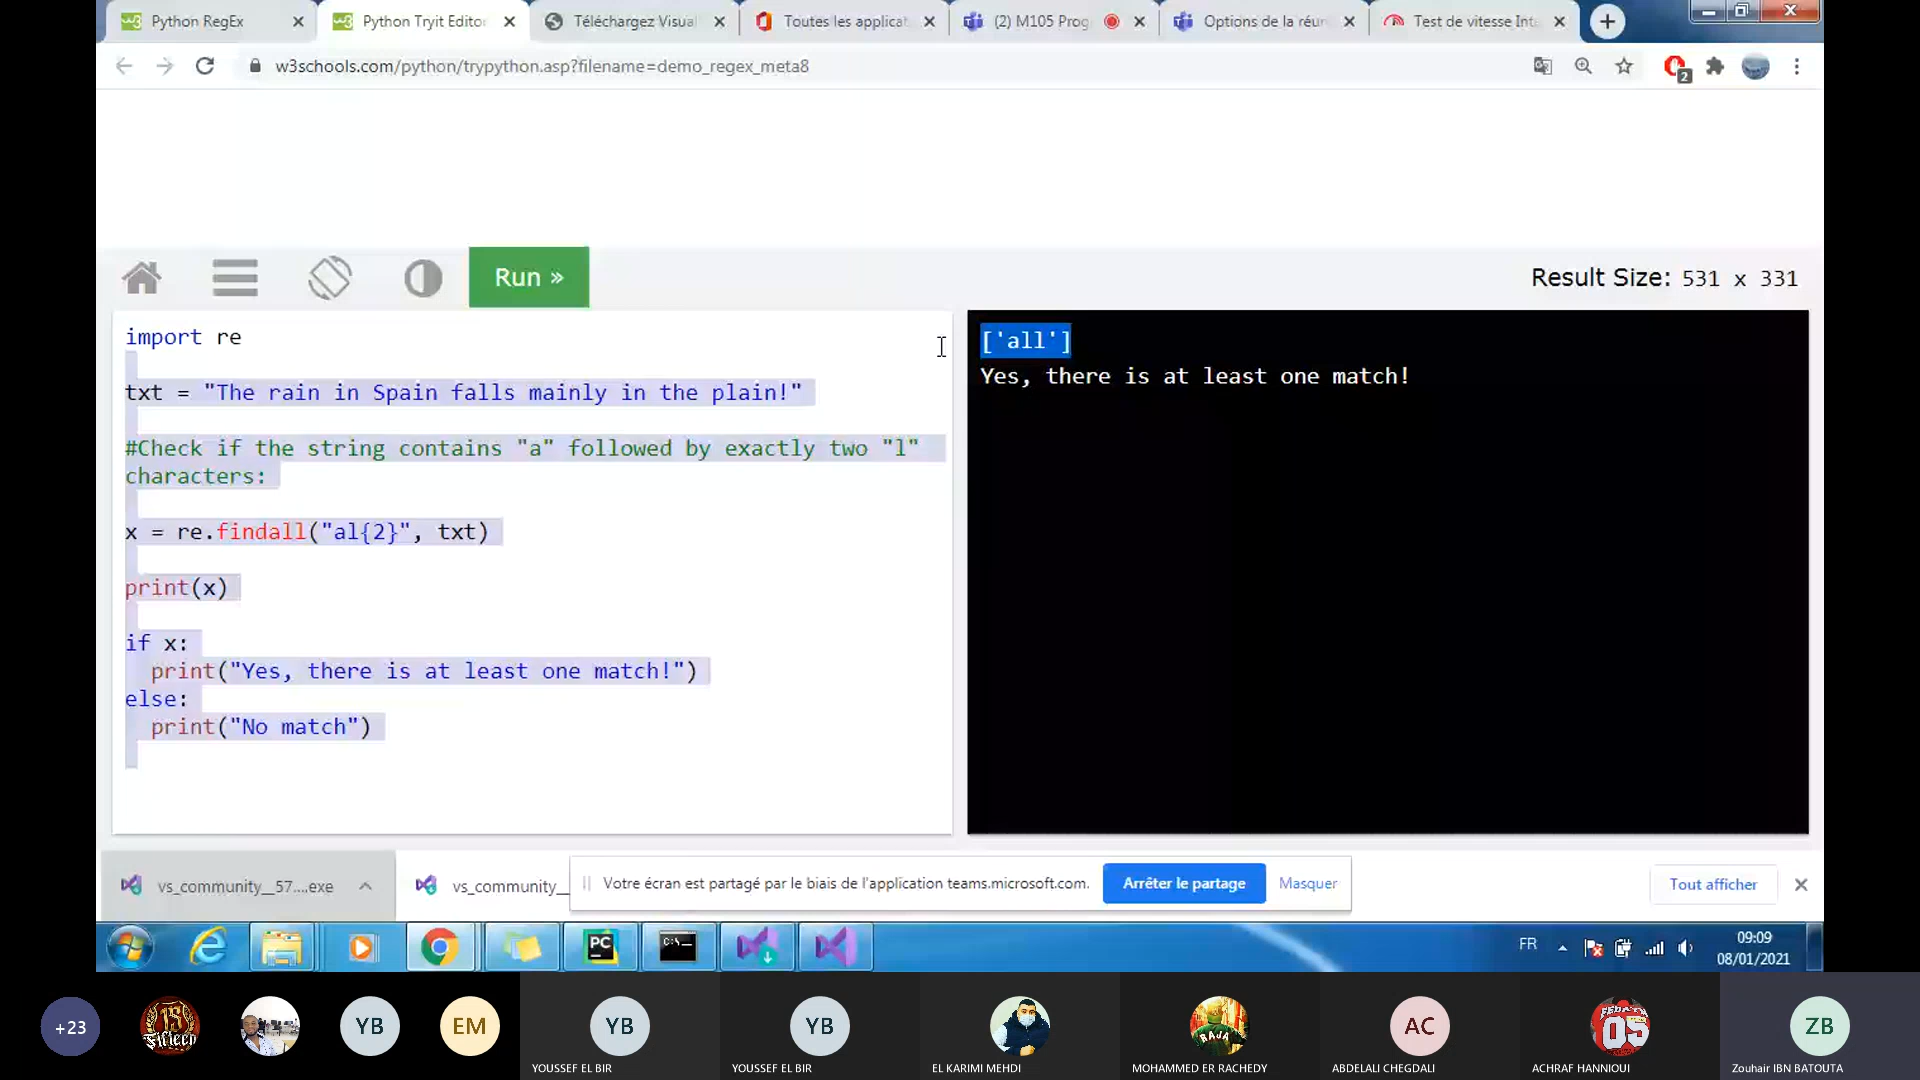 Python RegEx
Python Tryit Editor
Téléchargez Visual
Toutes les applicat
(2) M105 Prog
Options de la réun
Test de vitesse Inte
w3schools.com/python/trypython.asp?filename=demo_regex_meta8
2
Run »
Result Size: 531 x 331
import re
txt = "The rain in Spain falls mainly in the plain!"
#Check if the string contains "a" followed by exactly two "l"
characters:
x = re.findall("al{2}", txt)
print(x)
if x:
  print("Yes, there is at least one match!")
else:
  print("No match")
['all']
Yes, there is at least one match!
vs_community__57....exe
vs_community_
Votre écran est partagé par le biais de l'application teams.microsoft.com.
Arrêter le partage
Masquer
Tout afficher
PC
C:\
FR
09:09
08/01/2021
+23
15
Fifteen
YB
EM
YB
YOUSSEF EL BIR
YB
YOUSSEF EL BIR
EL KARIMI MEHDI
RAJA
MOHAMMED ER RACHEDY
AC
ABDELALI CHEGDALI
05
ACHRAF HANNIOUI
ZB
Zouhair IBN BATOUTA